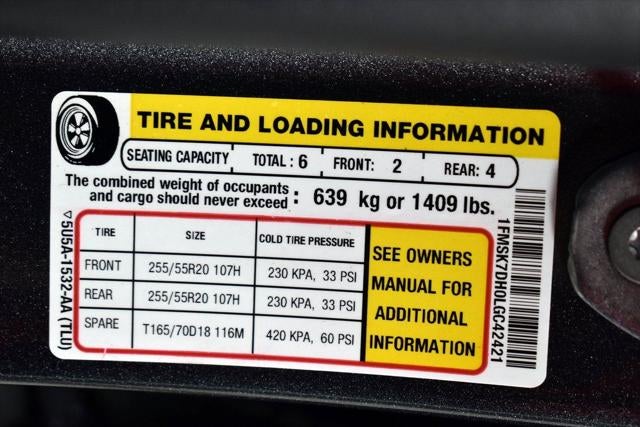 TIRE AND LOADING INFORMATION
SEATING CAPACITY TOTAL : 6 FRONT: 2 REAR: 4
The combined weight of occupants
and cargo should never exceed : 639 kg or 1409 lbs.
TIRE SIZE COLD TIRE PRESSURE
FRONT 255/55R20 107H 230 KPA, 33 PSI
REAR 255/55R20 107H 230 KPA, 33 PSI
SPARE T165/70D18 116M 420 KPA, 60 PSI
SEE OWNERS
MANUAL FOR
ADDITIONAL
INFORMATION
▽5U5A-1532-AA (TLU)
1FMSK7DH0LGC42421